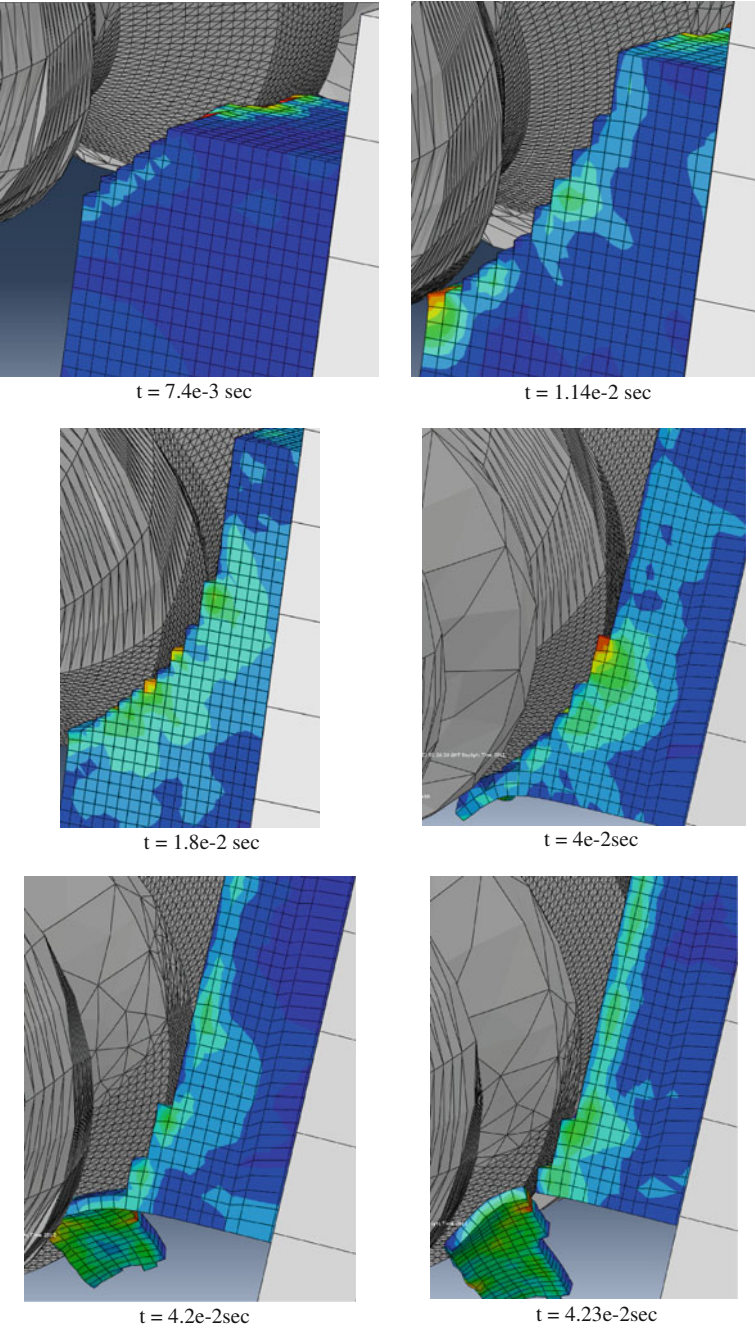 t = 7.4e-3 sec
t = 1.14e-2 sec
t = 1.8e-2 sec
t = 4e-2sec
t = 4.2e-2sec
t = 4.23e-2sec